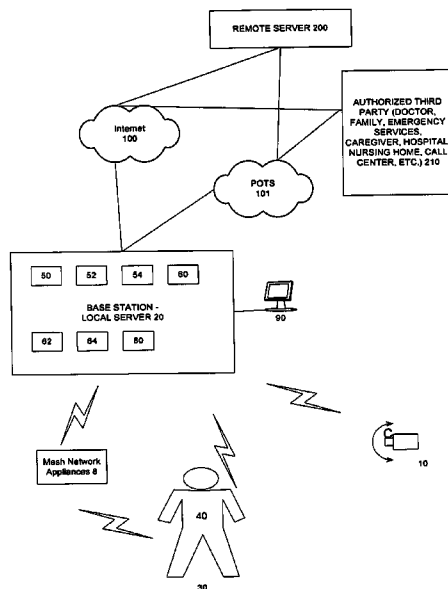 REMOTE SERVER 200
Internet
100
AUTHORIZED THIRD
PARTY (DOCTOR,
FAMILY, EMERGENCY
SERVICES,
CAREGIVER, HOSPITAL,
NURSING HOME, CALL
CENTER, ETC.) 210
POTS
101
50 52 54 60
BASE STATION -
LOCAL SERVER 20
90
62 64 80
Mesh Network
Appliances 8
10
40
30